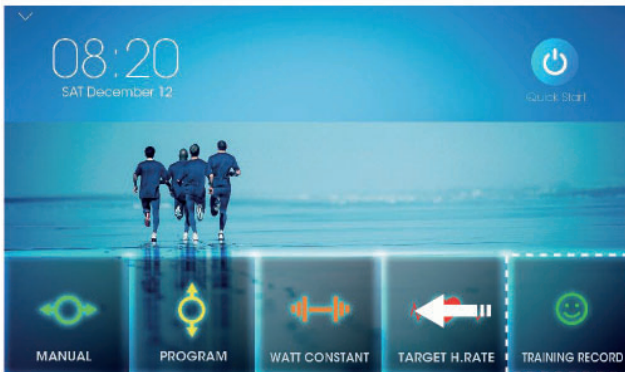 08:20
SAT December 12
Quick Start
MANUAL
PROGRAM
WATT CONSTANT
TARGET H.RATE
TRAINING RECORD